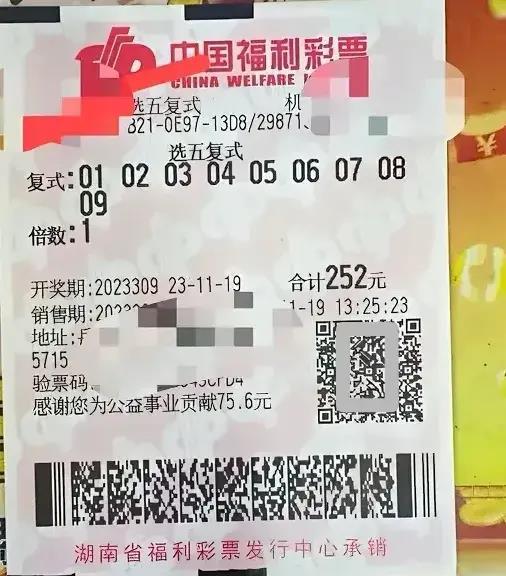 中国福利彩票
CHINA WELFARE
选五复式 机
B21-0E97-13D8/29871
选五复式
复式:01 02 03 04 05 06 07 08
09
倍数:1
开奖期:2023309 23-11-19 合计252元
销售期: 1-19 13:25:23
地址:
5715
验票码
感谢您为公益事业贡献75.6元
湖南省福利彩票发行中心承销